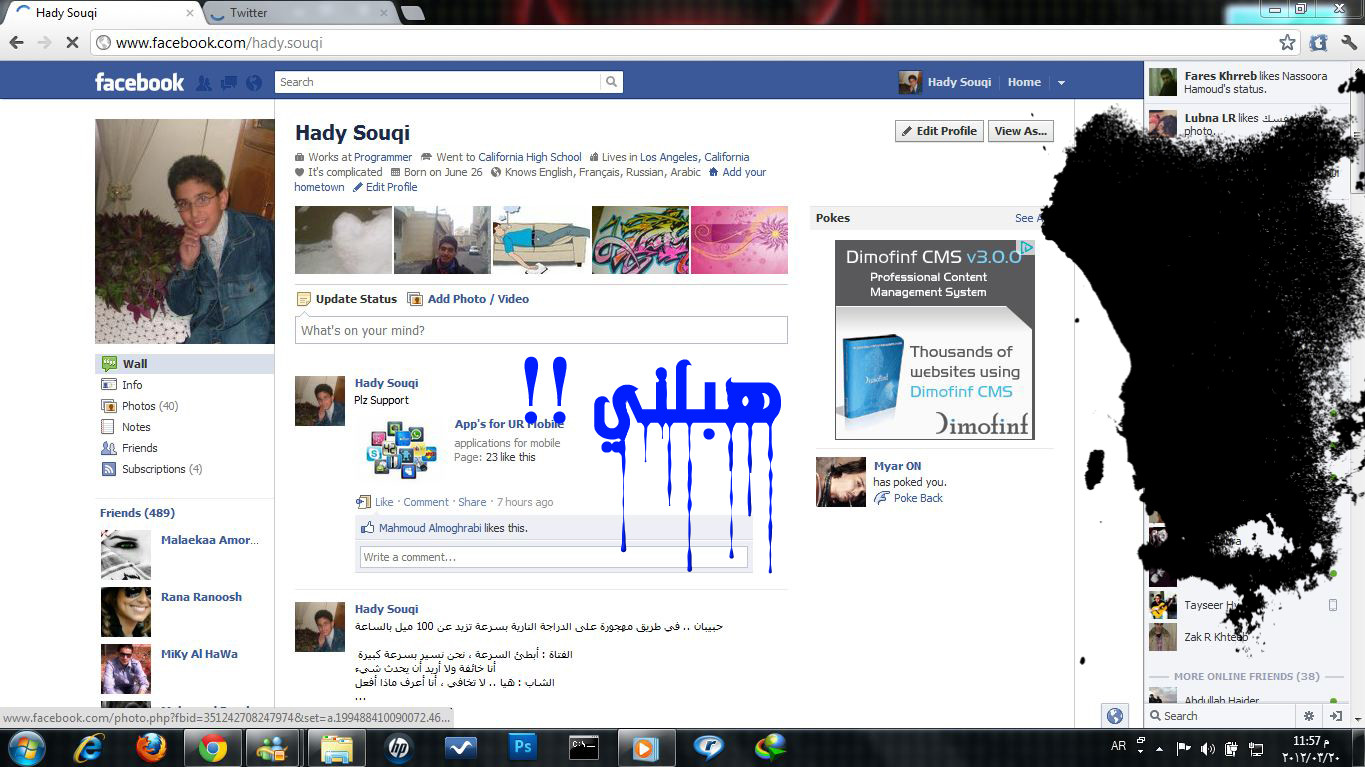 Hady Souqi
Twitter
www.facebook.com/hady.souqi
facebook
Search
Hady Souqi
Home
Fares Khrreb likes Nassoora
Hamoud's status.
Lubna LR likes
photo.
Hady Souqi
Edit Profile
View As...
Works at Programmer Went to California High School Lives in Los Angeles, California
It's complicated Born on June 26 Knows English, Français, Russian, Arabic Add your
hometown Edit Profile
Pokes
See
Dimofinf CMS v3.0.0
Professional Content
Management System
Thousands of
websites using
Dimofinf CMS
Dimofinf
Myar ON
has poked you.
Poke Back
Update Status Add Photo / Video
What's on your mind?
Wall
Info
Photos (40)
Notes
Friends
Subscriptions (4)
Friends (489)
Malaekaa Amor...
Rana Ranoosh
MiKy Al HaWa
هبلني !!
Hady Souqi
Plz Support
App's for UR Mobile
applications for mobile
Page: 23 like this
Like · Comment · Share · 7 hours ago
Mahmoud Almoghrabi likes this.
Write a comment...
Hady Souqi
حبيبان .. في طريق مهجورة على الدراجة النارية بسرعة تزيد عن 100 ميل بالساعة
الفتاة : أبطئ السرعة ، نحن نسير بسرعة كبيرة
أنا خائفة ولا أريد أن يحدث شيء
الشاب : هيا .. لا تخافي ، أنا أعرف ماذا أفعل
...
Tayseer
Zak R Khteeb
MORE ONLINE FRIENDS (38)
Abdullah Haider
Search
www.facebook.com/photo.php?fbid=351242708247974&set=a.199488410090072.46...
AR
11:57 م
٢٠١٢/٠٣/٢٠